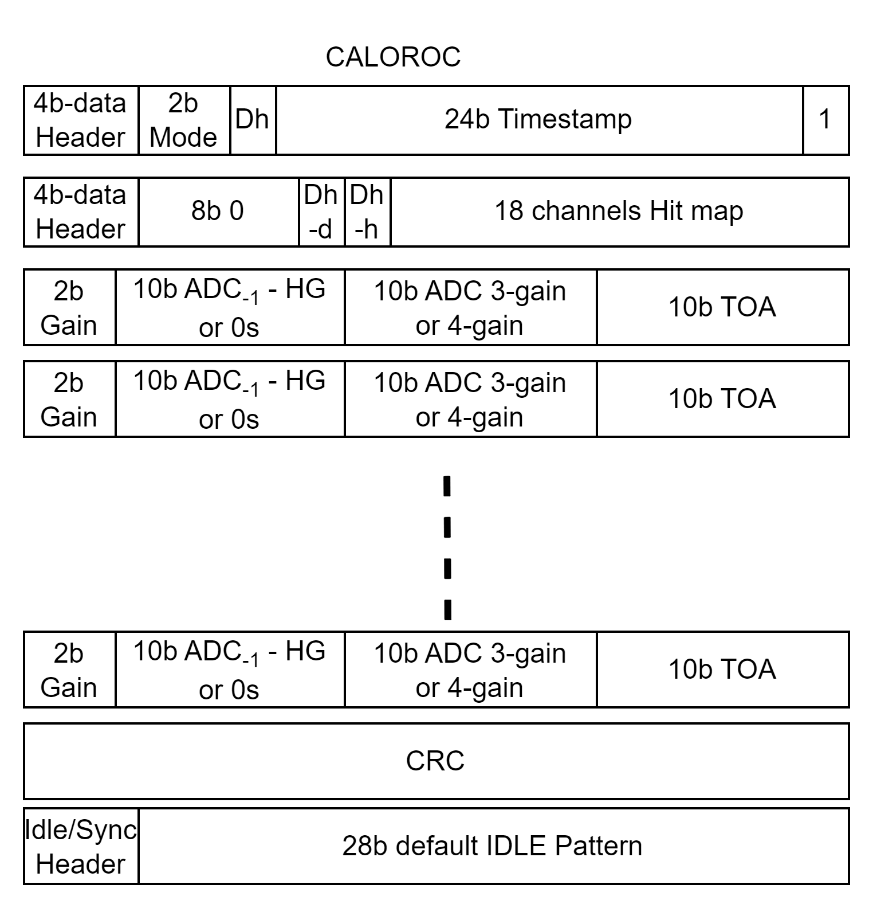 CALOROC
4b-data Header 2b Mode Dh 24b Timestamp 1
4b-data Header 8b 0 Dh -d Dh -h 18 channels Hit map
2b Gain 10b ADC-1 - HG or 0s 10b ADC 3-gain or 4-gain 10b TOA
2b Gain 10b ADC-1 - HG or 0s 10b ADC 3-gain or 4-gain 10b TOA
2b Gain 10b ADC-1 - HG or 0s 10b ADC 3-gain or 4-gain 10b TOA
CRC
Idle/Sync Header 28b default IDLE Pattern